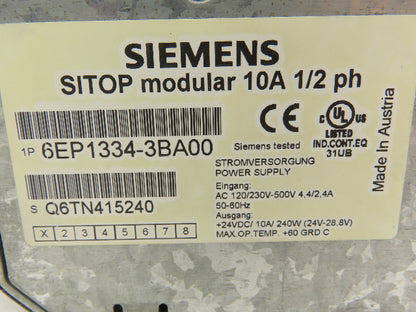 SIEMENS
SITOP modular 10A 1/2 ph
1P 6EP1334-3BA00
Siemens tested
CE
c UL US
LISTED
IND.CONT.EQ
31UB
Made in Austria
STROMVERSORGUNG
POWER SUPPLY
S Q6TN415240
Eingang:
AC 120/230V-500V 4,4/2,4A
50-60Hz
Ausgang:
+24VDC/ 10A/ 240W (24V-28,8V)
MAX.OP.TEMP. +60 GRD C
X 2 3 4 5 6 7 8